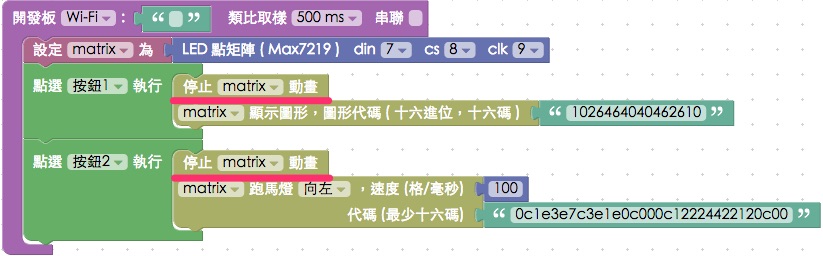 開發板 Wi-Fi : “ ” 類比取樣 500 ms 串聯
設定 matrix 為 LED 點矩陣 ( Max7219 ) din 7 cs 8 clk 9
點選 按鈕1 執行 停止 matrix 動畫
matrix 顯示圖形，圖形代碼 ( 十六進位，十六碼 ) “ 1026464040462610 ”
點選 按鈕2 執行 停止 matrix 動畫
matrix 跑馬燈 向左 ，速度 (格/毫秒) 100
代碼 (最少十六碼) “ 0c1e3e7c3e1e0c000c12224422120c00 ”